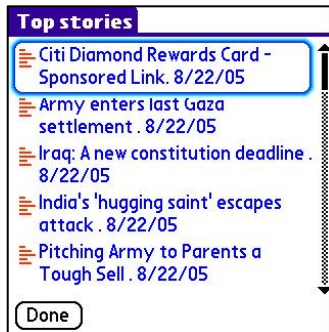 Top stories
Citi Diamond Rewards Card -
Sponsored Link. 8/22/05
Army enters last Gaza
settlement . 8/22/05
Iraq: A new constitution deadline .
8/22/05
India's 'hugging saint' escapes
attack . 8/22/05
Pitching Army to Parents a
Tough Sell . 8/22/05
Done